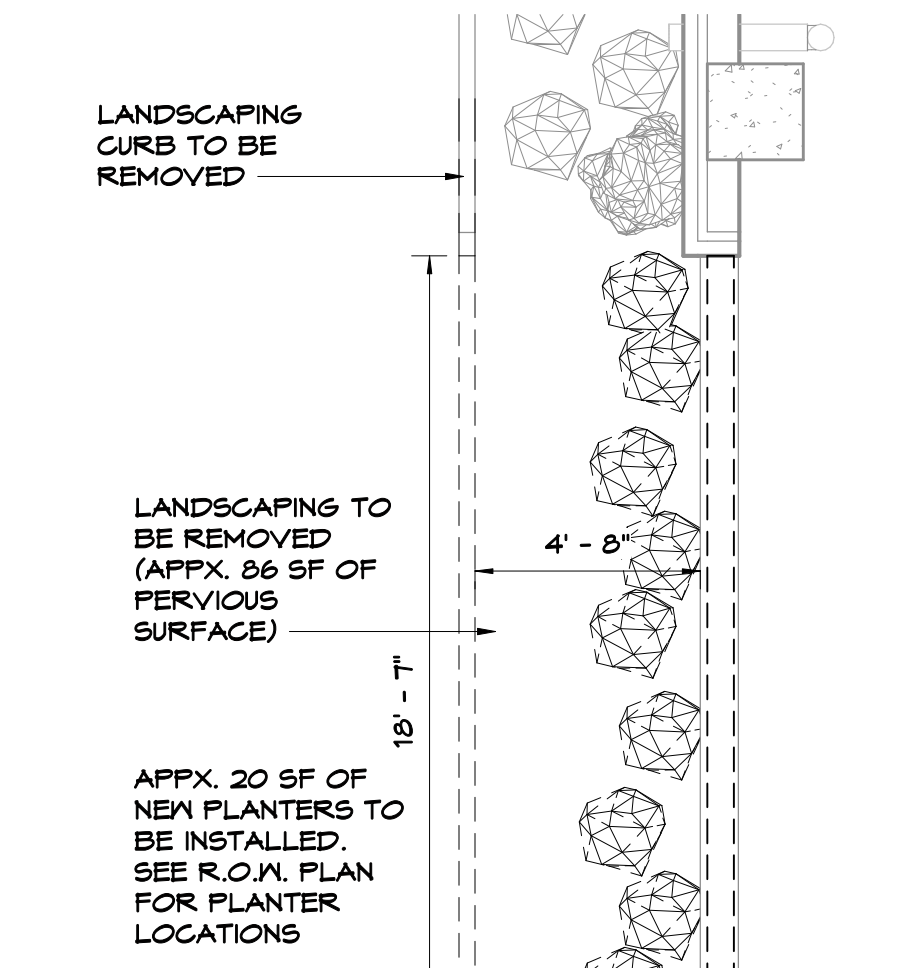 LANDSCAPING
CURB TO BE
REMOVED
LANDSCAPING TO
BE REMOVED
(APPX. 86 SF OF
PERVIOUS
SURFACE)
4' - 8"
18' - 7"
APPX. 20 SF OF
NEW PLANTERS TO
BE INSTALLED.
SEE R.O.W. PLAN
FOR PLANTER
LOCATIONS